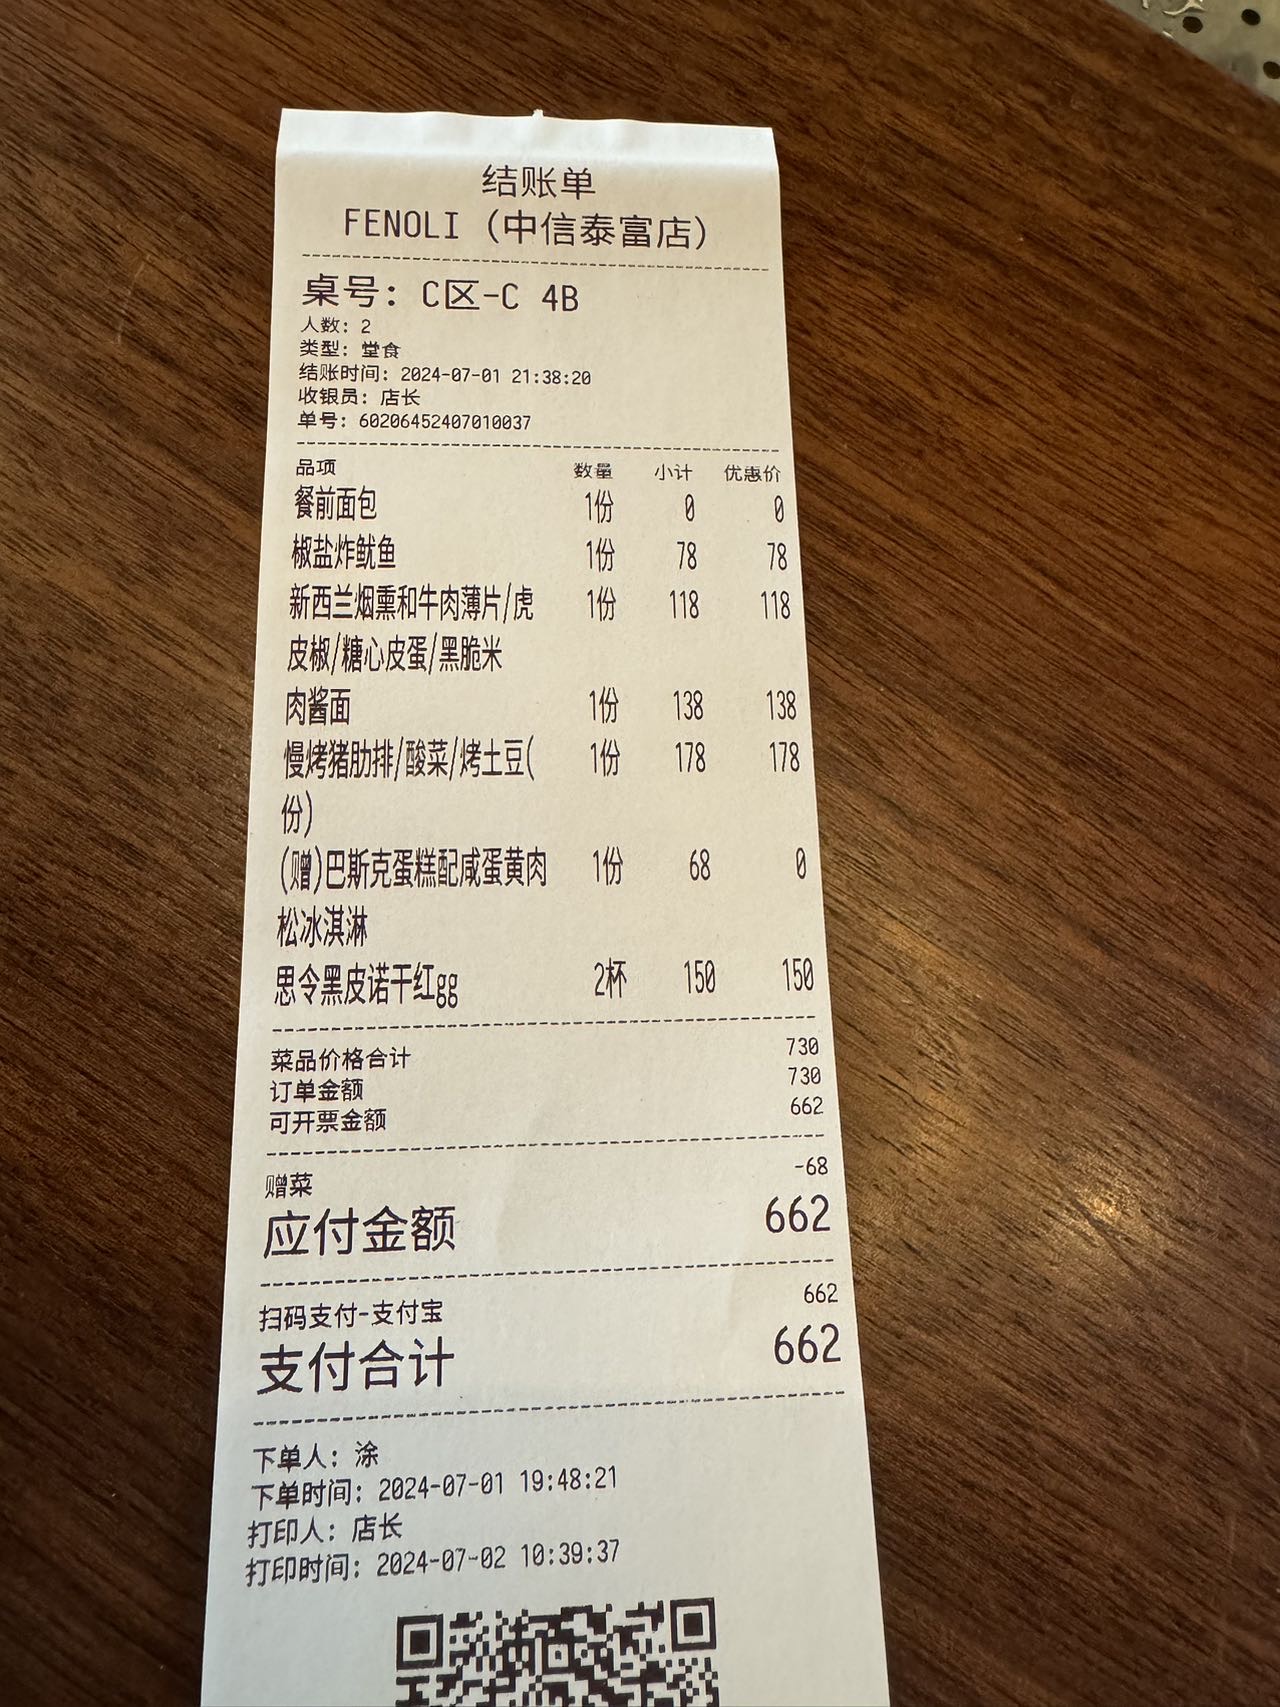 结账单
FENOLI（中信泰富店）
桌号：C区-C 4B
人数：2
类型：堂食
结账时间：2024-07-01 21:38:20
收银员：店长
单号：60206452407010037
品项 数量 小计 优惠价
餐前面包 1份 0 0
椒盐炸鱿鱼 1份 78 78
新西兰烟熏和牛肉薄片/虎 1份 118 118
皮椒/糖心皮蛋/黑脆米
肉酱面 1份 138 138
慢烤猪肋排/酸菜/烤土豆( 1份 178 178
份)
(赠)巴斯克蛋糕配咸蛋黄肉 1份 68 0
松冰淇淋
思令黑皮诺干红gg 2杯 150 150
菜品价格合计 730
订单金额 730
可开票金额 662
赠菜 -68
应付金额 662
扫码支付-支付宝 662
支付合计 662
下单人：涂
下单时间：2024-07-01 19:48:21
打印人：店长
打印时间：2024-07-02 10:39:37